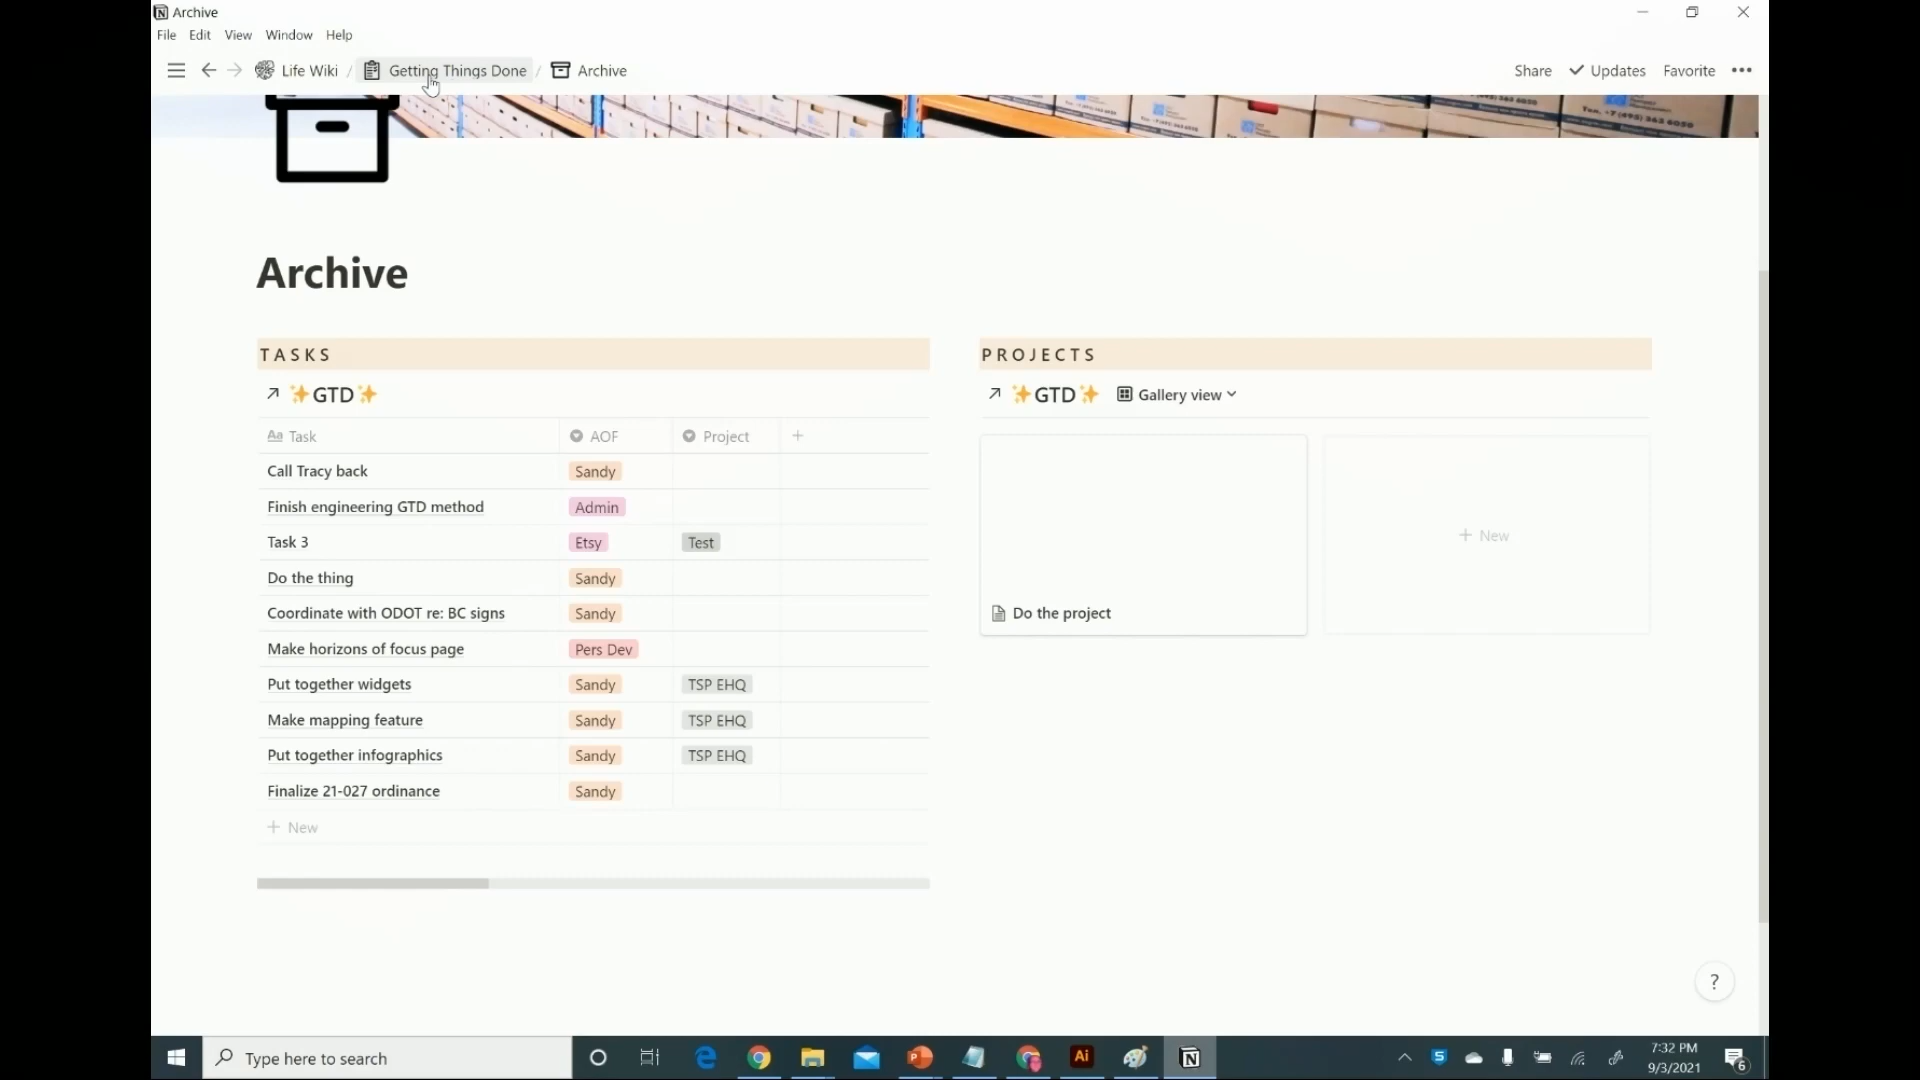 Archive
File Edit View Window Help
Life Wiki / Getting Things Done / Archive
Share Updates Favorite
Archive
TASKS
GTD
Task AOF Project
Call Tracy back Sandy
Finish engineering GTD method Admin
Task 3 Etsy Test
Do the thing Sandy
Coordinate with ODOT re: BC signs Sandy
Make horizons of focus page Pers Dev
Put together widgets Sandy TSP EHQ
Make mapping feature Sandy TSP EHQ
Put together infographics Sandy TSP EHQ
Finalize 21-027 ordinance Sandy
+ New
PROJECTS
GTD Gallery view
Do the project
+ New
?
Type here to search
Ai
7:32 PM
9/3/2021
6